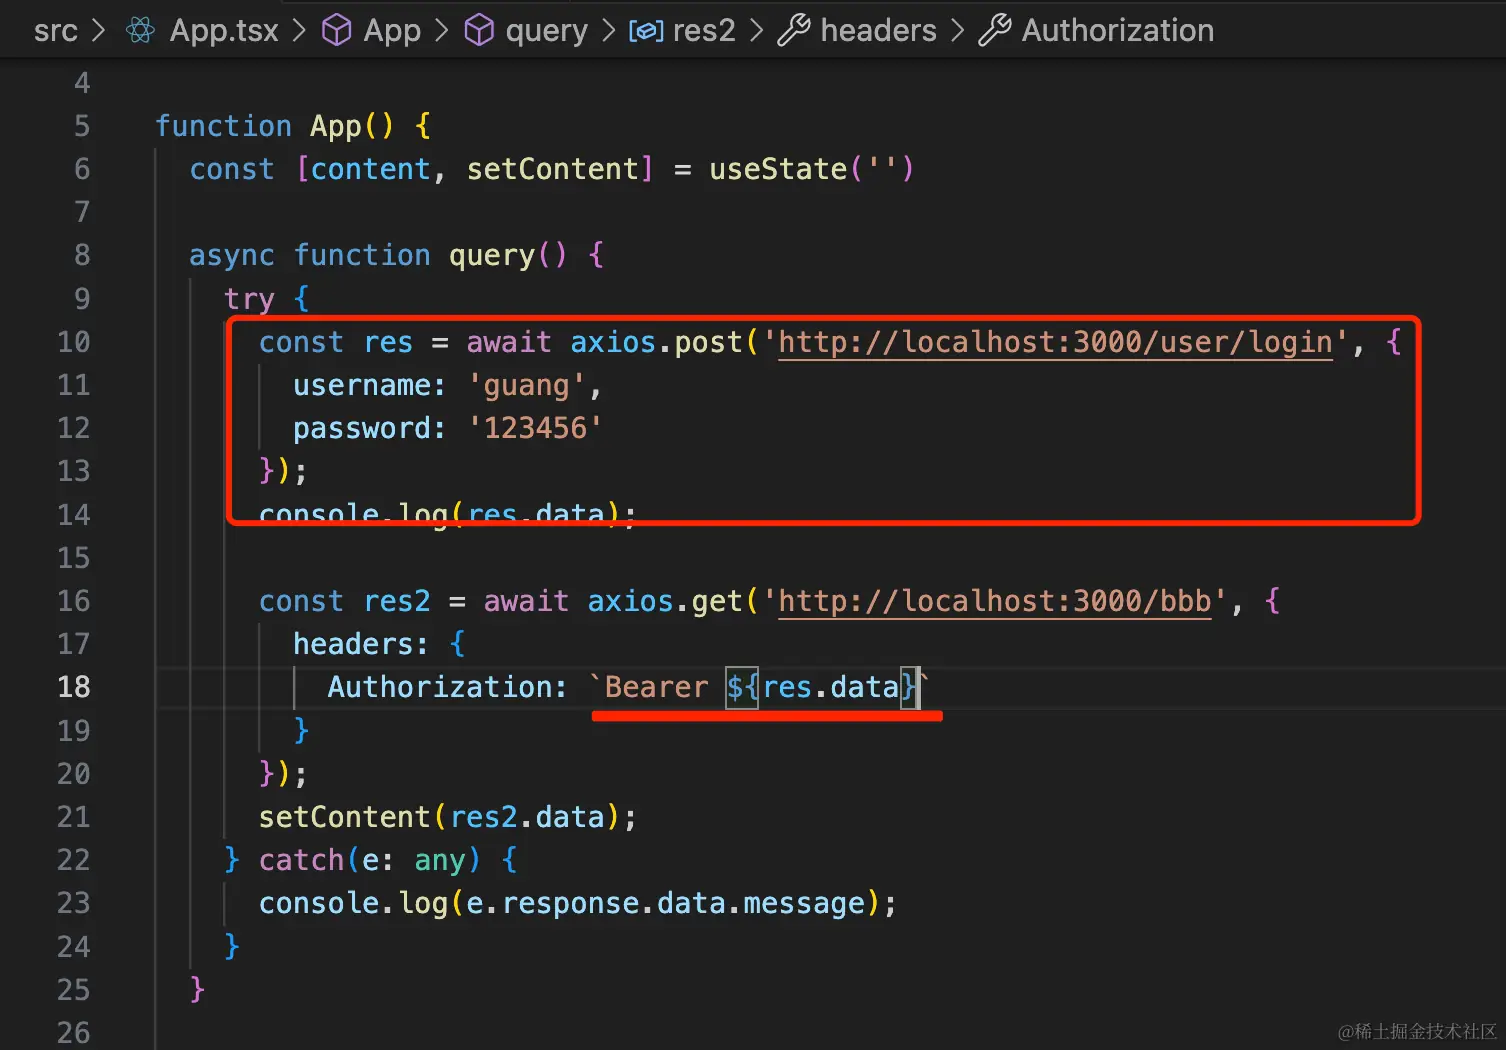 src > App.tsx > App > query > res2 > headers > Authorization
4
5 function App() {
6 const [content, setContent] = useState('')
7
8 async function query() {
9 try {
10 const res = await axios.post('http://localhost:3000/user/login', {
11 username: 'guang',
12 password: '123456'
13 });
14 console.log(res.data);
15
16 const res2 = await axios.get('http://localhost:3000/bbb', {
17 headers: {
18 Authorization: `Bearer ${res.data}`
19 }
20 });
21 setContent(res2.data);
22 } catch(e: any) {
23 console.log(e.response.data.message);
24 }
25 }
26
@稀土掘金技术社区